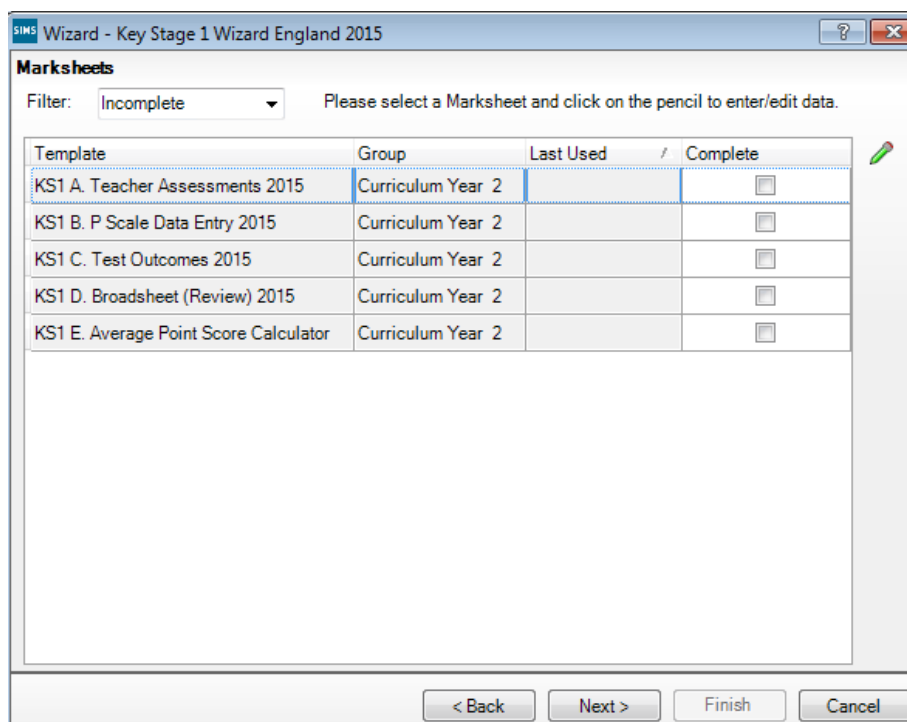 SIMS Wizard - Key Stage 1 Wizard England 2015 ?
Marksheets
Filter: Incomplete Please select a Marksheet and click on the pencil to enter/edit data.
Template Group Last Used Complete
KS1 A. Teacher Assessments 2015 Curriculum Year 2
KS1 B. P Scale Data Entry 2015 Curriculum Year 2
KS1 C. Test Outcomes 2015 Curriculum Year 2
KS1 D. Broadsheet (Review) 2015 Curriculum Year 2
KS1 E. Average Point Score Calculator Curriculum Year 2
< Back Next > Finish Cancel